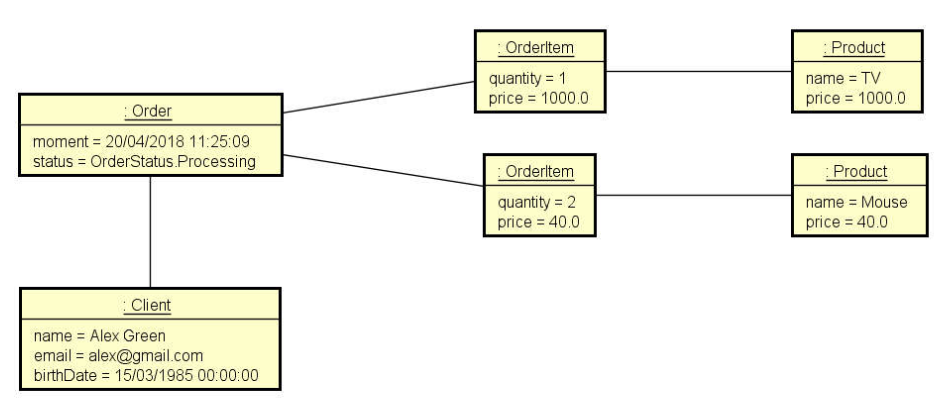 : Order
moment = 20/04/2018 11:25:09
status = OrderStatus.Processing
: OrderItem
quantity = 1
price = 1000.0
: Product
name = TV
price = 1000.0
: OrderItem
quantity = 2
price = 40.0
: Product
name = Mouse
price = 40.0
: Client
name = Alex Green
email = alex@gmail.com
birthDate = 15/03/1985 00:00:00